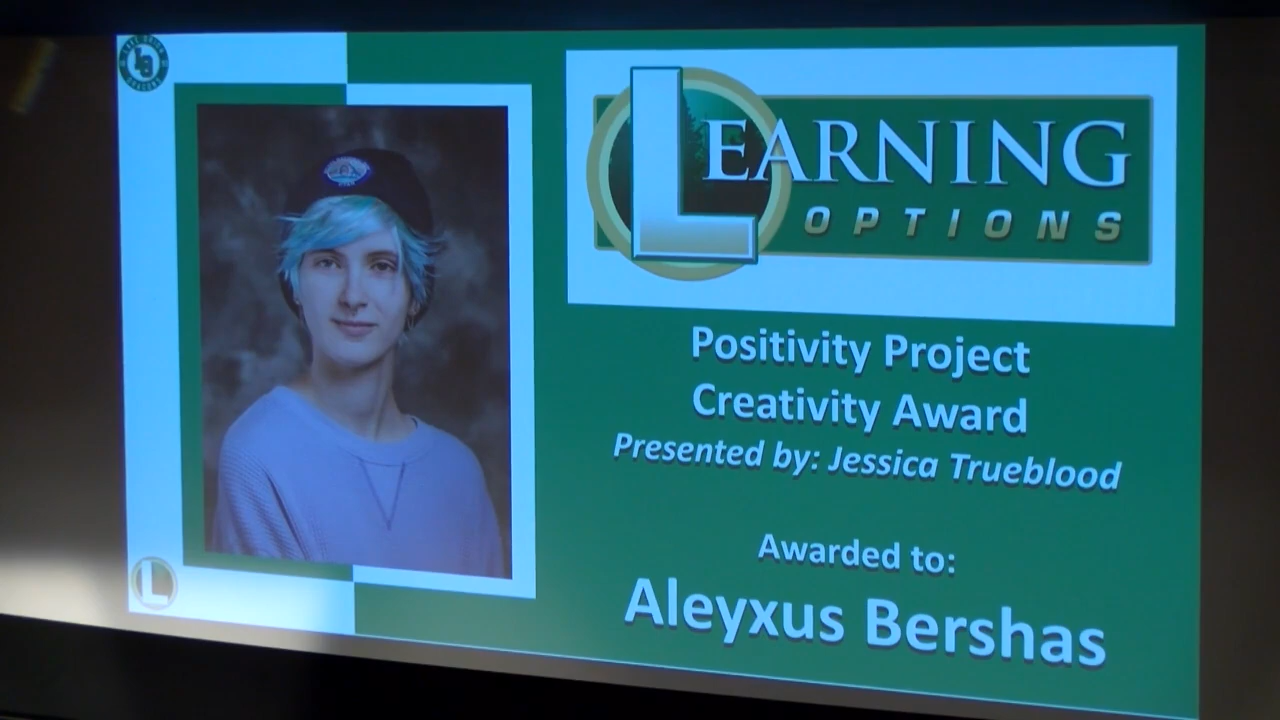 LEARNING
OPTIONS
Positivity Project
Creativity Award
Presented by: Jessica Trueblood
Awarded to:
Aleyxus Bershas
L